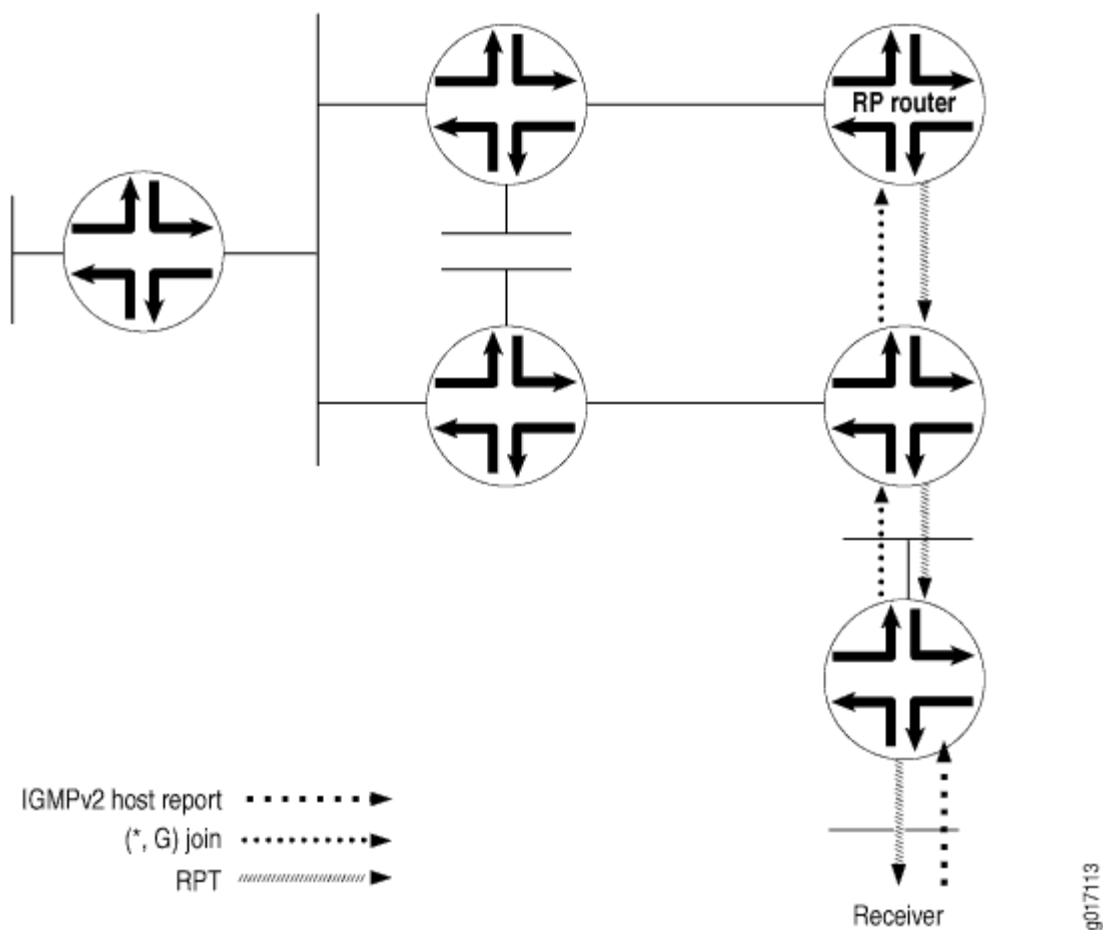 RP router
IGMPv2 host report
(*, G) join
RPT
Receiver
g017113